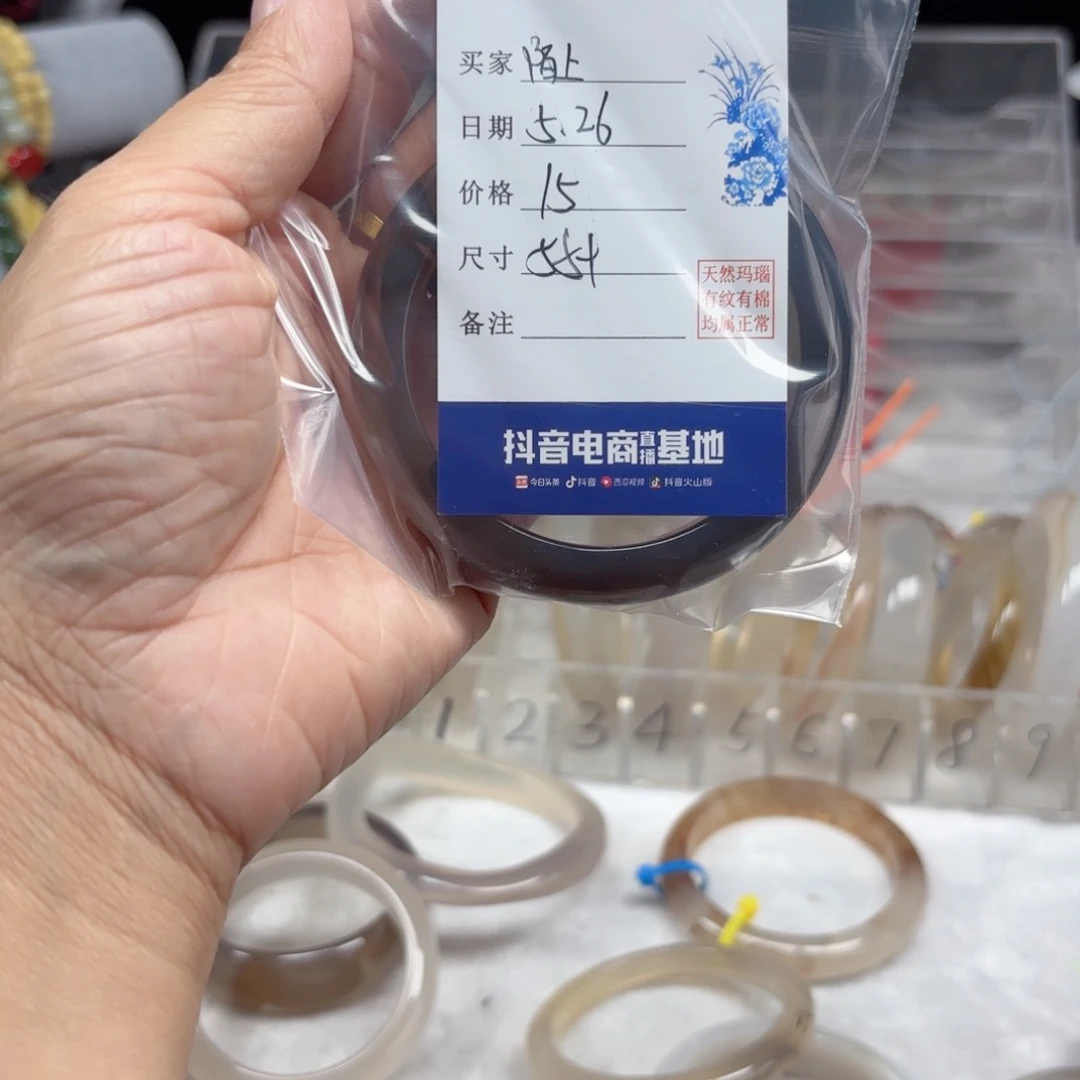 买家 陌上
日期 5.26
价格 15
尺寸 554
备注
天然玛瑙
有纹有棉
均属正常
抖音电商直播基地
今日头条 抖音 西瓜视频 抖音火山版
1 2 3 4 5 6 7 8 9